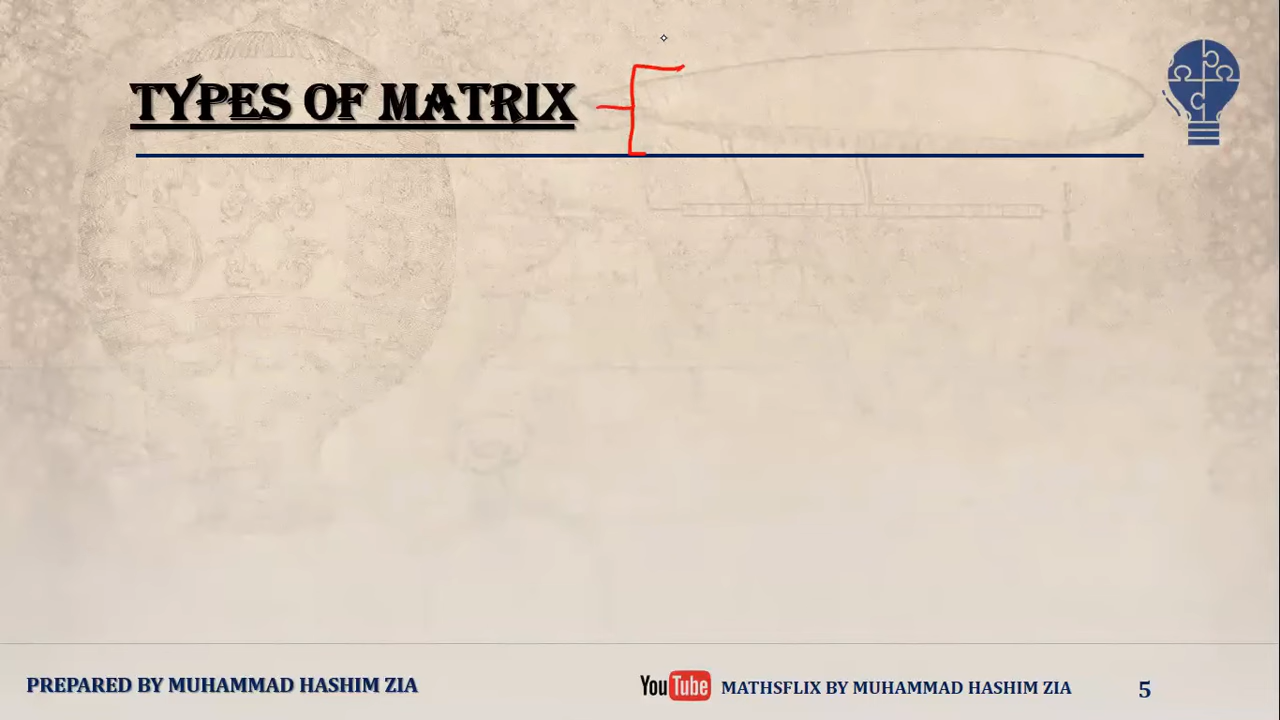 TYPES OF MATRIX
PREPARED BY MUHAMMAD HASHIM ZIA
YouTube MATHSFLIX BY MUHAMMAD HASHIM ZIA 5